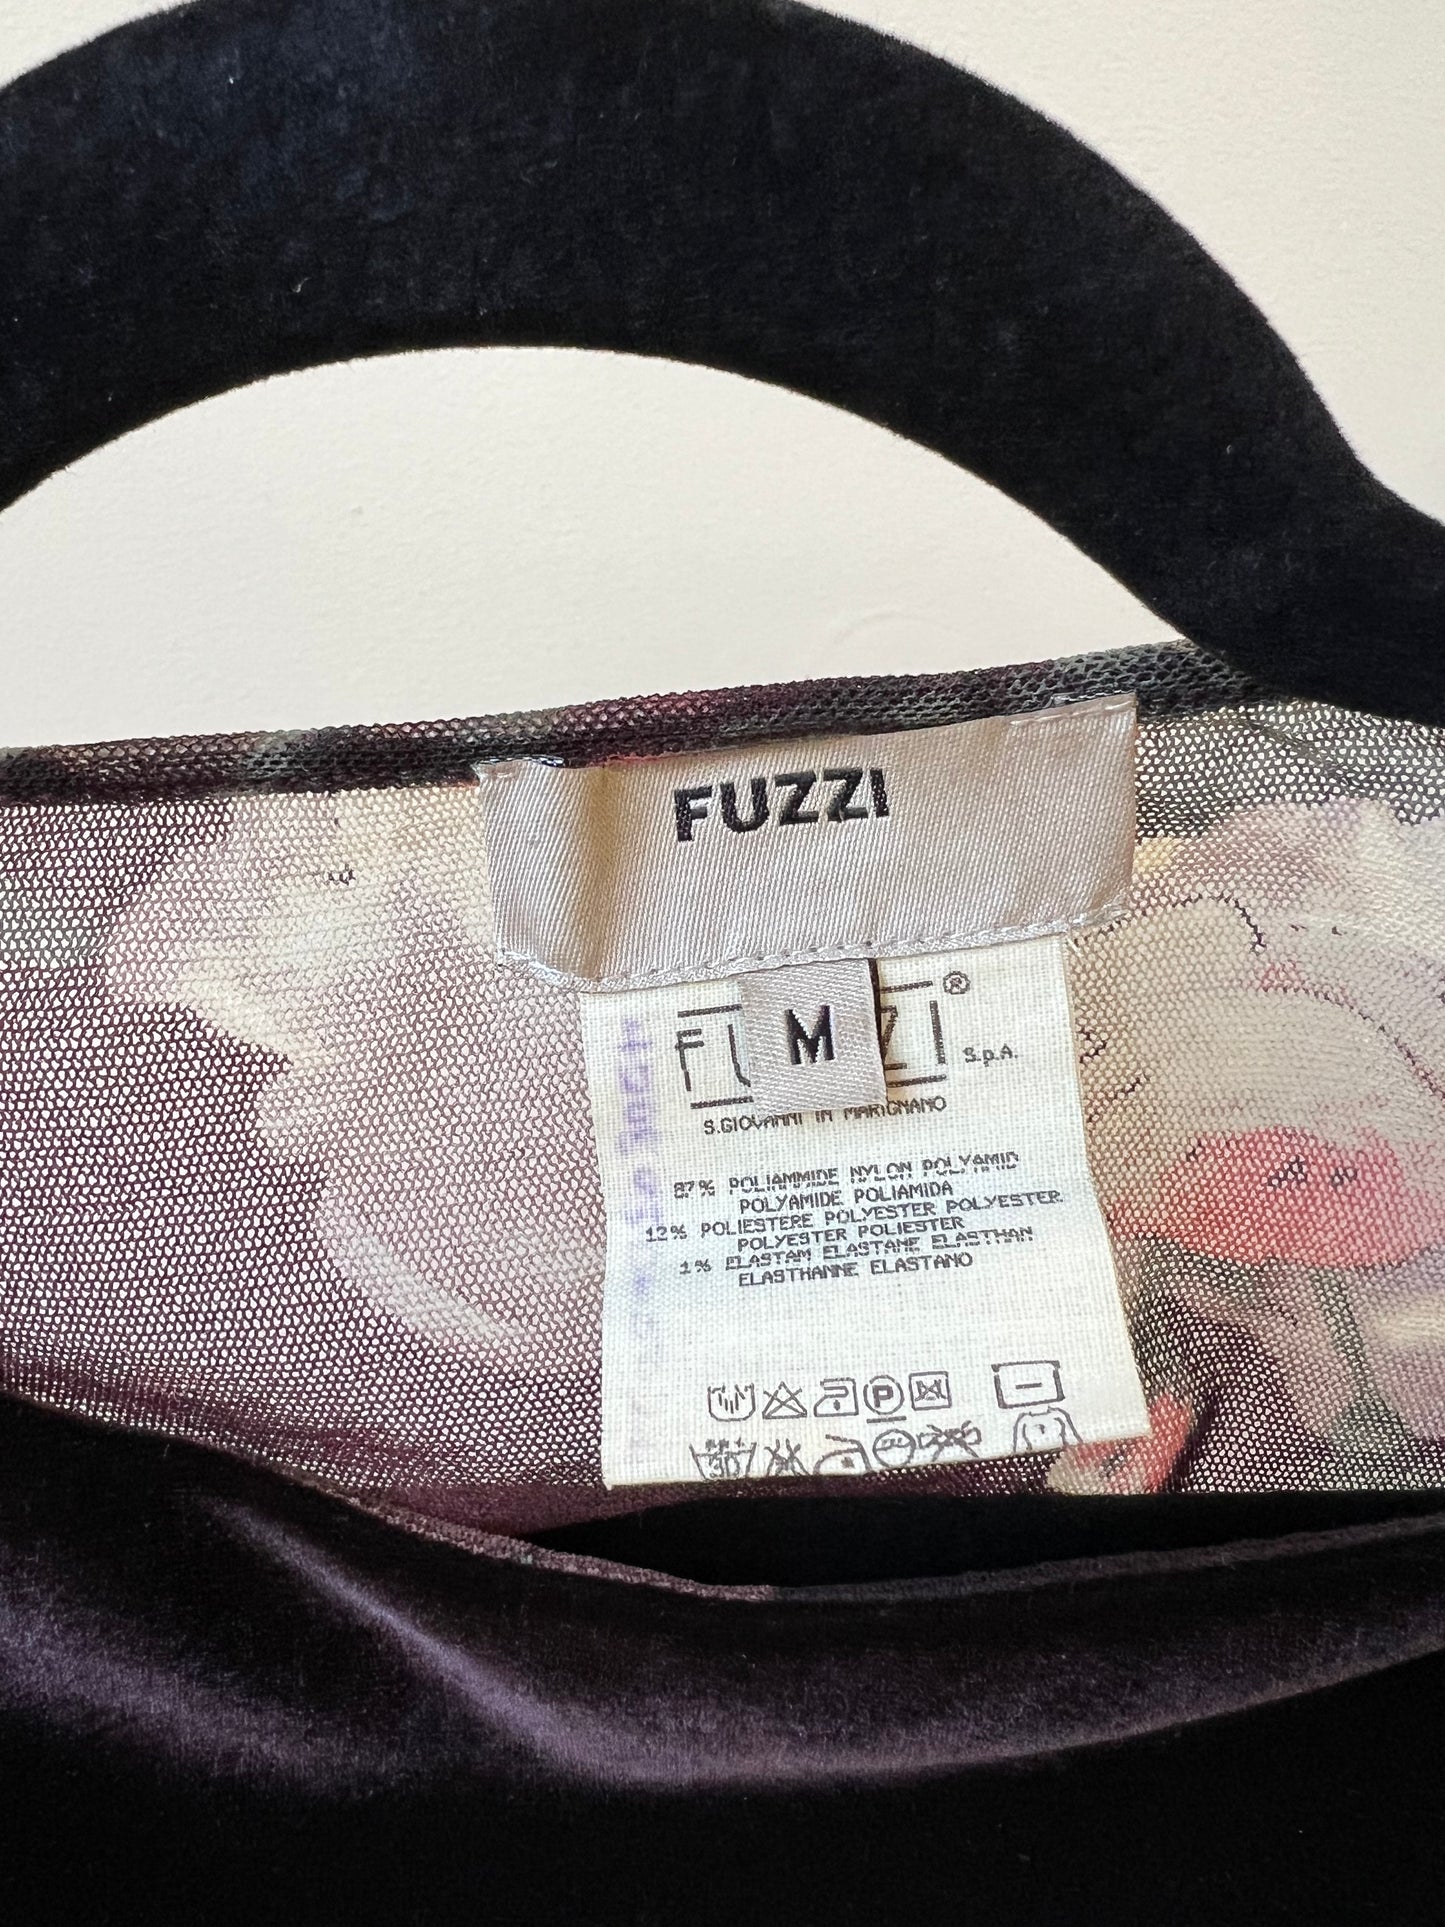 FUZZI
M
®
S.p.A.
S.GIOVANNI IN MARIGNANO
87% POLIAMMIDE NYLON POLYAMID
POLYAMIDE POLIAMIDA
12% POLIESTERE POLYESTER POLYESTER
POLYESTER POLIESTER
1% ELASTAM ELASTANE ELASTHAN
ELASTHANNE ELASTANO
P
30